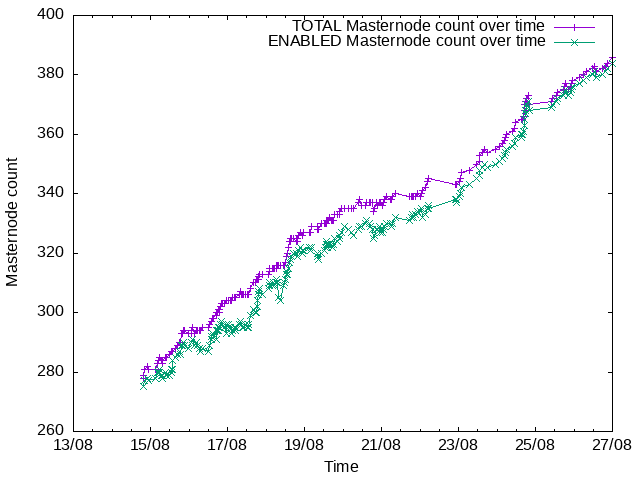 400
380
360
340
320
300
280
260
Masternode count
TOTAL Masternode count over time
ENABLED Masternode count over time
13/08 15/08 17/08 19/08 21/08 23/08 25/08 27/08
Time